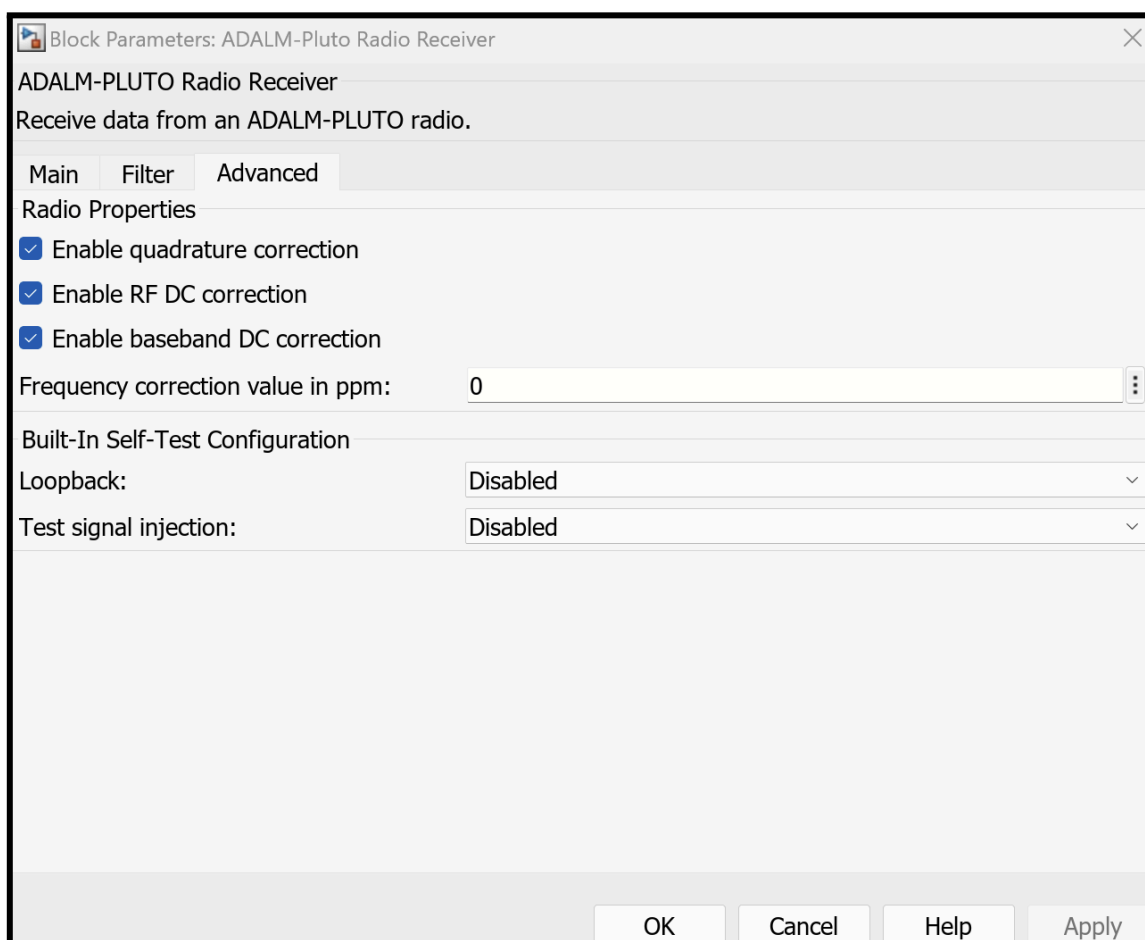 Block Parameters: ADALM-Pluto Radio Receiver
ADALM-PLUTO Radio Receiver
Receive data from an ADALM-PLUTO radio.
Main Filter Advanced
Radio Properties
Enable quadrature correction
Enable RF DC correction
Enable baseband DC correction
Frequency correction value in ppm: 0
Built-In Self-Test Configuration
Loopback: Disabled
Test signal injection: Disabled
OK Cancel Help Apply